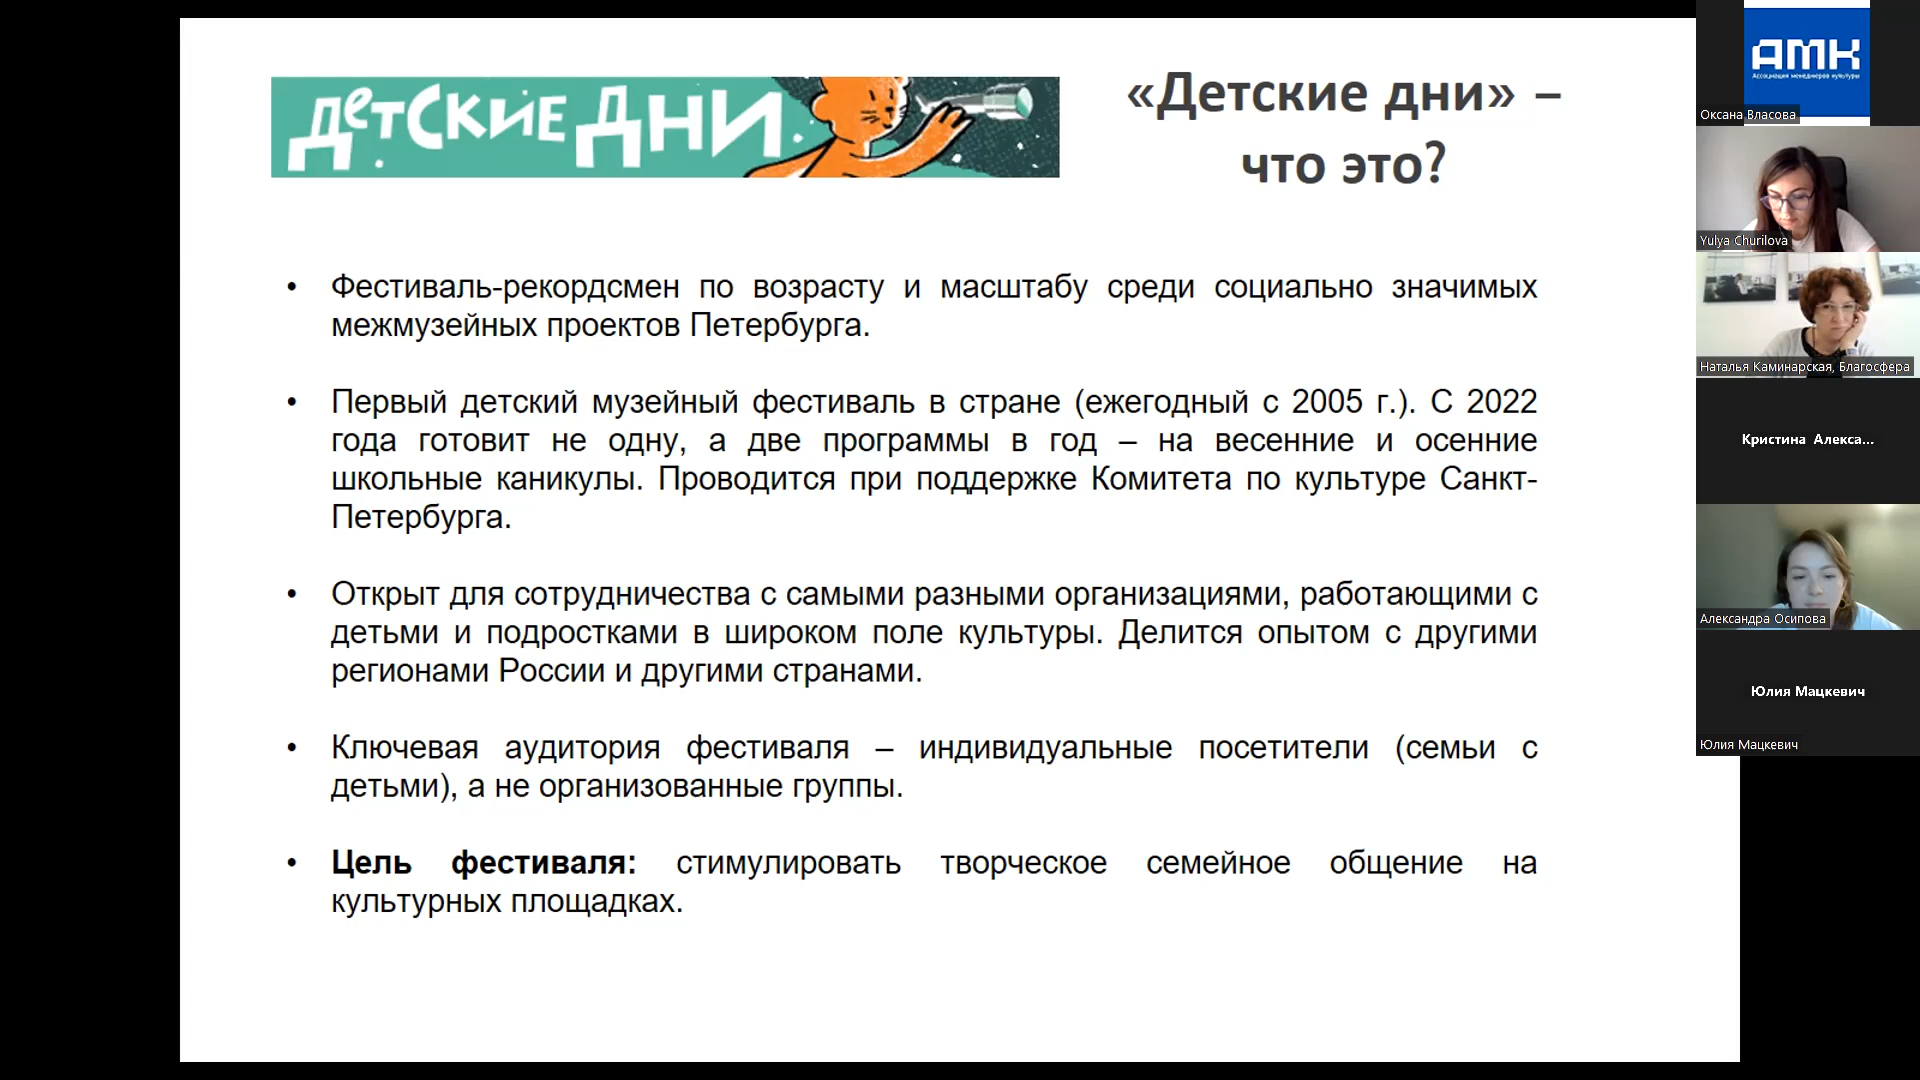 детские дни
«Детские дни» –
что это?
• Фестиваль-рекордсмен по возрасту и масштабу среди социально значимых
межмузейных проектов Петербурга.
• Первый детский музейный фестиваль в стране (ежегодный с 2005 г.). С 2022
года готовит не одну, а две программы в год – на весенние и осенние
школьные каникулы. Проводится при поддержке Комитета по культуре Санкт-
Петербурга.
• Открыт для сотрудничества с самыми разными организациями, работающими с
детьми и подростками в широком поле культуры. Делится опытом с другими
регионами России и другими странами.
• Ключевая аудитория фестиваля – индивидуальные посетители (семьи с
детьми), а не организованные группы.
• Цель фестиваля: стимулировать творческое семейное общение на
культурных площадках.
АМК
Ассоциация менеджеров культуры
Оксана Власова
Yulya Churilova
Наталья Каминарская, Благосфера
Кристина Алекса...
Александра Осипова
Юлия Мацкевич
Юлия Мацкевич